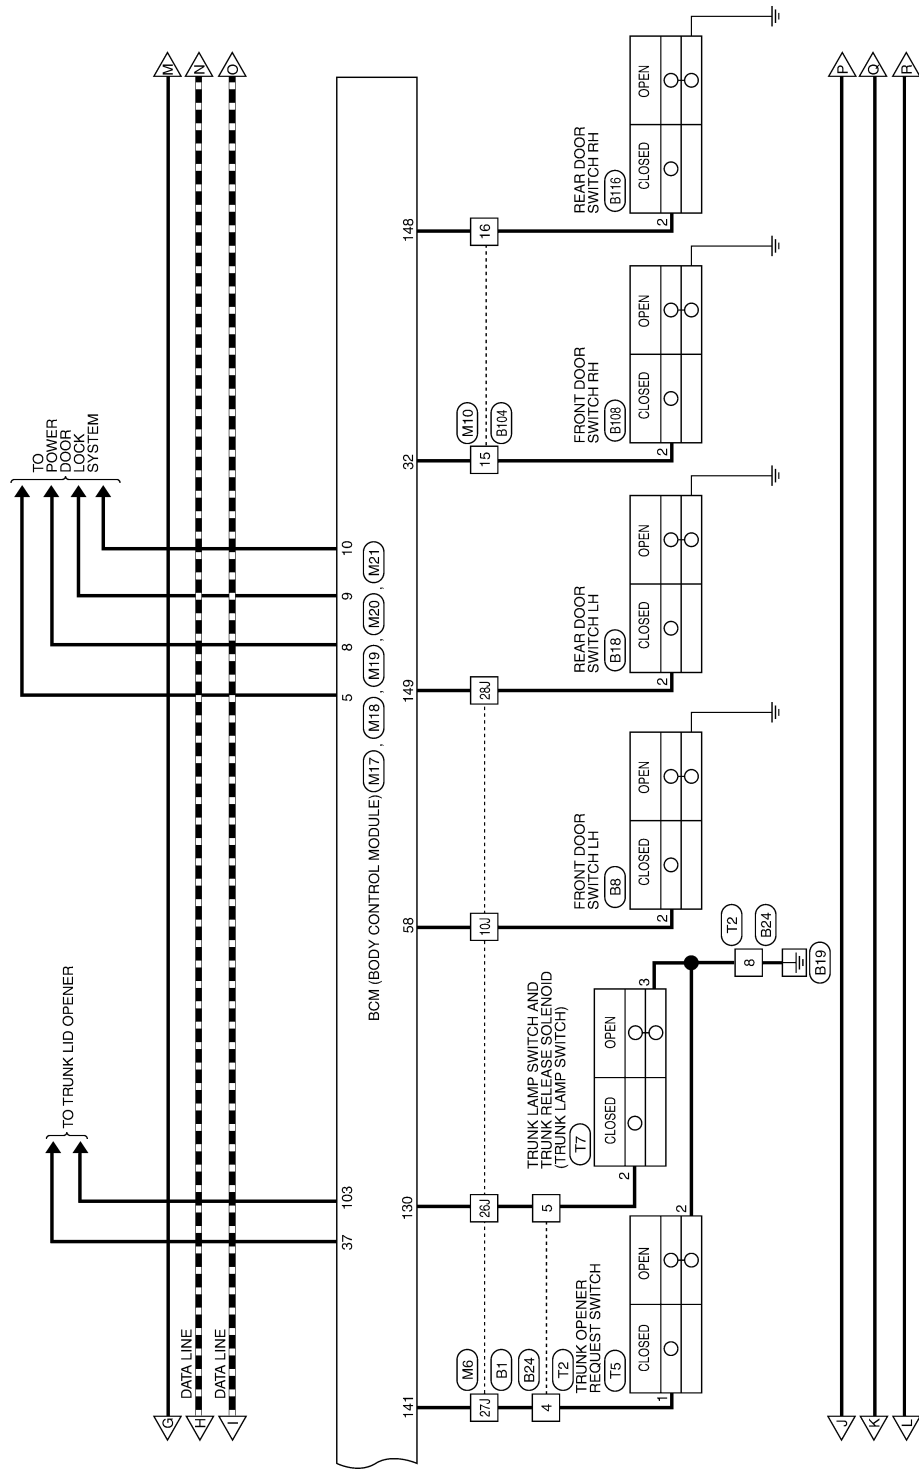 G
H
I
DATA LINE
DATA LINE
M
N
O
TO TRUNK LID OPENER
TO
POWER
DOOR
LOCK
SYSTEM
37
103
5
8
9
10
BCM (BODY CONTROL MODULE) M17 , M18 , M19 , M20 , M21
141
130
58
149
32
148
27J
M6
B1
26J
10J
28J
15
M10
B104
16
4
B24
T2
5
TRUNK OPENER
REQUEST SWITCH
T5
CLOSED
OPEN
1
2
TRUNK LAMP SWITCH AND
TRUNK RELEASE SOLENOID
(TRUNK LAMP SWITCH)
T7
CLOSED
OPEN
2
3
8
T2
B24
B19
FRONT DOOR
SWITCH LH
B8
CLOSED
OPEN
2
REAR DOOR
SWITCH LH
B18
CLOSED
OPEN
2
FRONT DOOR
SWITCH RH
B108
CLOSED
OPEN
2
REAR DOOR
SWITCH RH
B116
CLOSED
OPEN
2
J
K
L
P
Q
R